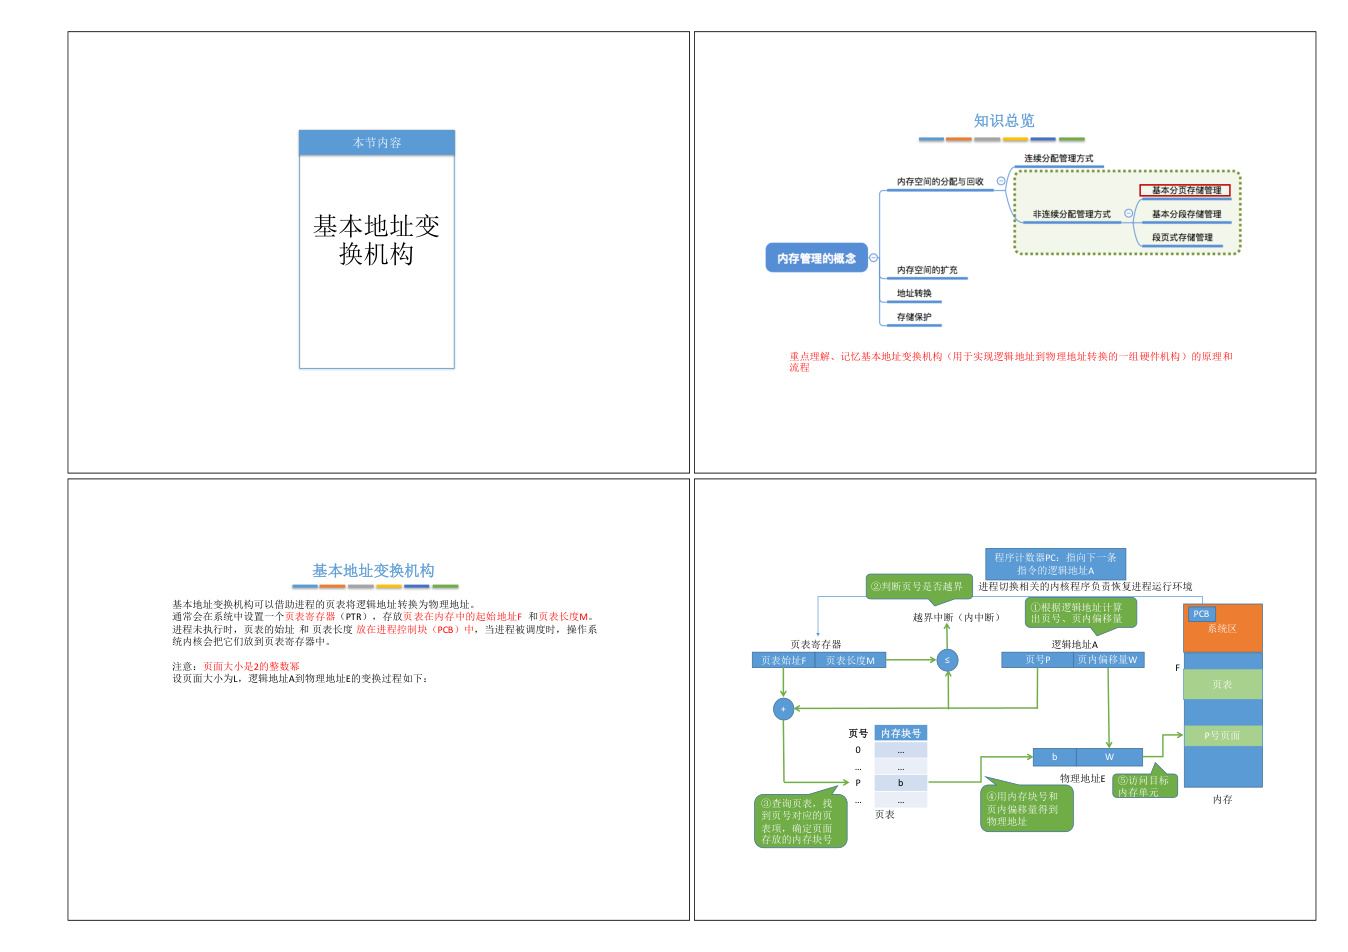 本节内容
基本地址变
换机构
知识总览
连续分配管理方式
内存空间的分配与回收
基本分页存储管理
非连续分配管理方式
基本分段存储管理
段页式存储管理
内存管理的概念
内存空间的扩充
地址转换
存储保护
重点理解、记忆基本地址变换机构（用于实现逻辑地址到物理地址转换的一组硬件机构）的原理和
流程
基本地址变换机构
基本地址变换机构可以借助进程的页表将逻辑地址转换为物理地址。
通常会在系统中设置一个页表寄存器（PTR），存放页表在内存中的起始地址F 和页表长度M。
进程未执行时，页表的始址 和 页表长度 放在进程控制块（PCB）中，当进程被调度时，操作系
统内核会把它们放到页表寄存器中。
注意：页面大小是2的整数幂
设页面大小为L，逻辑地址A到物理地址E的变换过程如下：
程序计数器PC：指向下一条
指令的逻辑地址A
②判断页号是否越界
进程切换相关的内核程序负责恢复进程运行环境
①根据逻辑地址计算
出页号、页内偏移量
越界中断（内中断）
PCB
系统区
页表寄存器
逻辑地址A
页表始址F 页表长度M
≤
页号P 页内偏移量W
F
页表
+
页号 内存块号
0 …
… …
P b
… …
页表
P号页面
b W
物理地址E
⑤访问目标
内存单元
内存
③查询页表，找
到页号对应的页
表项，确定页面
存放的内存块号
④用内存块号和
页内偏移量得到
物理地址